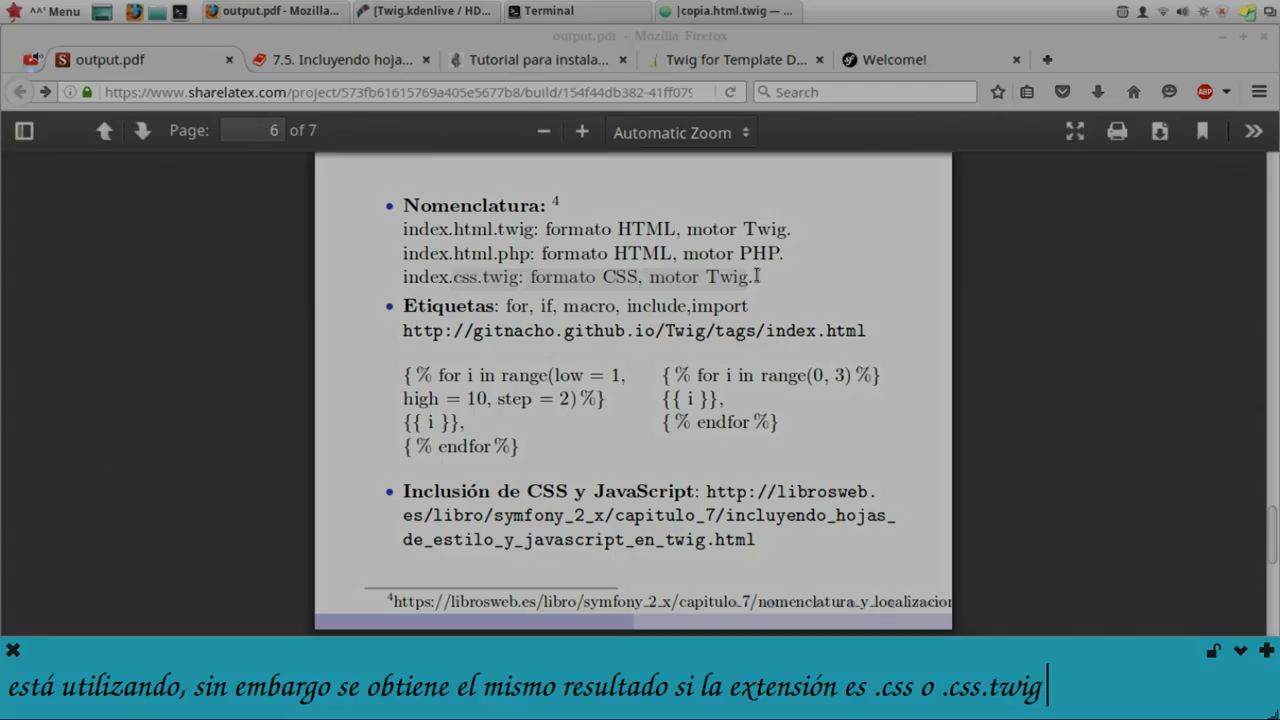 ^^' Menu
output.pdf - Mozilla...
[Twig.kdenlive / HD...
Terminal
|copia.html.twig — ...
output.pdf - Mozilla Firefox
output.pdf
7.5. Incluyendo hoja...
Tutorial para instala...
Twig for Template D...
Welcome!
https://www.sharelatex.com/project/573fb61615769a405e5677b8/build/154f44db382-41ff079
Search
ABP
Page: 6 of 7
Automatic Zoom
• Nomenclatura: 4
index.html.twig: formato HTML, motor Twig.
index.html.php: formato HTML, motor PHP.
index.css.twig: formato CSS, motor Twig.
• Etiquetas: for, if, macro, include,import
http://gitnacho.github.io/Twig/tags/index.html
{% for i in range(low = 1,
high = 10, step = 2)%}
{{ i }},
{% endfor%}
{% for i in range(0, 3)%}
{{ i }},
{% endfor%}
• Inclusión de CSS y JavaScript: http://librosweb.
es/libro/symfony_2_x/capitulo_7/incluyendo_hojas_
de_estilo_y_javascript_en_twig.html
4https://librosweb.es/libro/symfony_2_x/capitulo_7/nomenclatura_y_localizacion
está utilizando, sin embargo se obtiene el mismo resultado si la extensión es .css o .css.twig